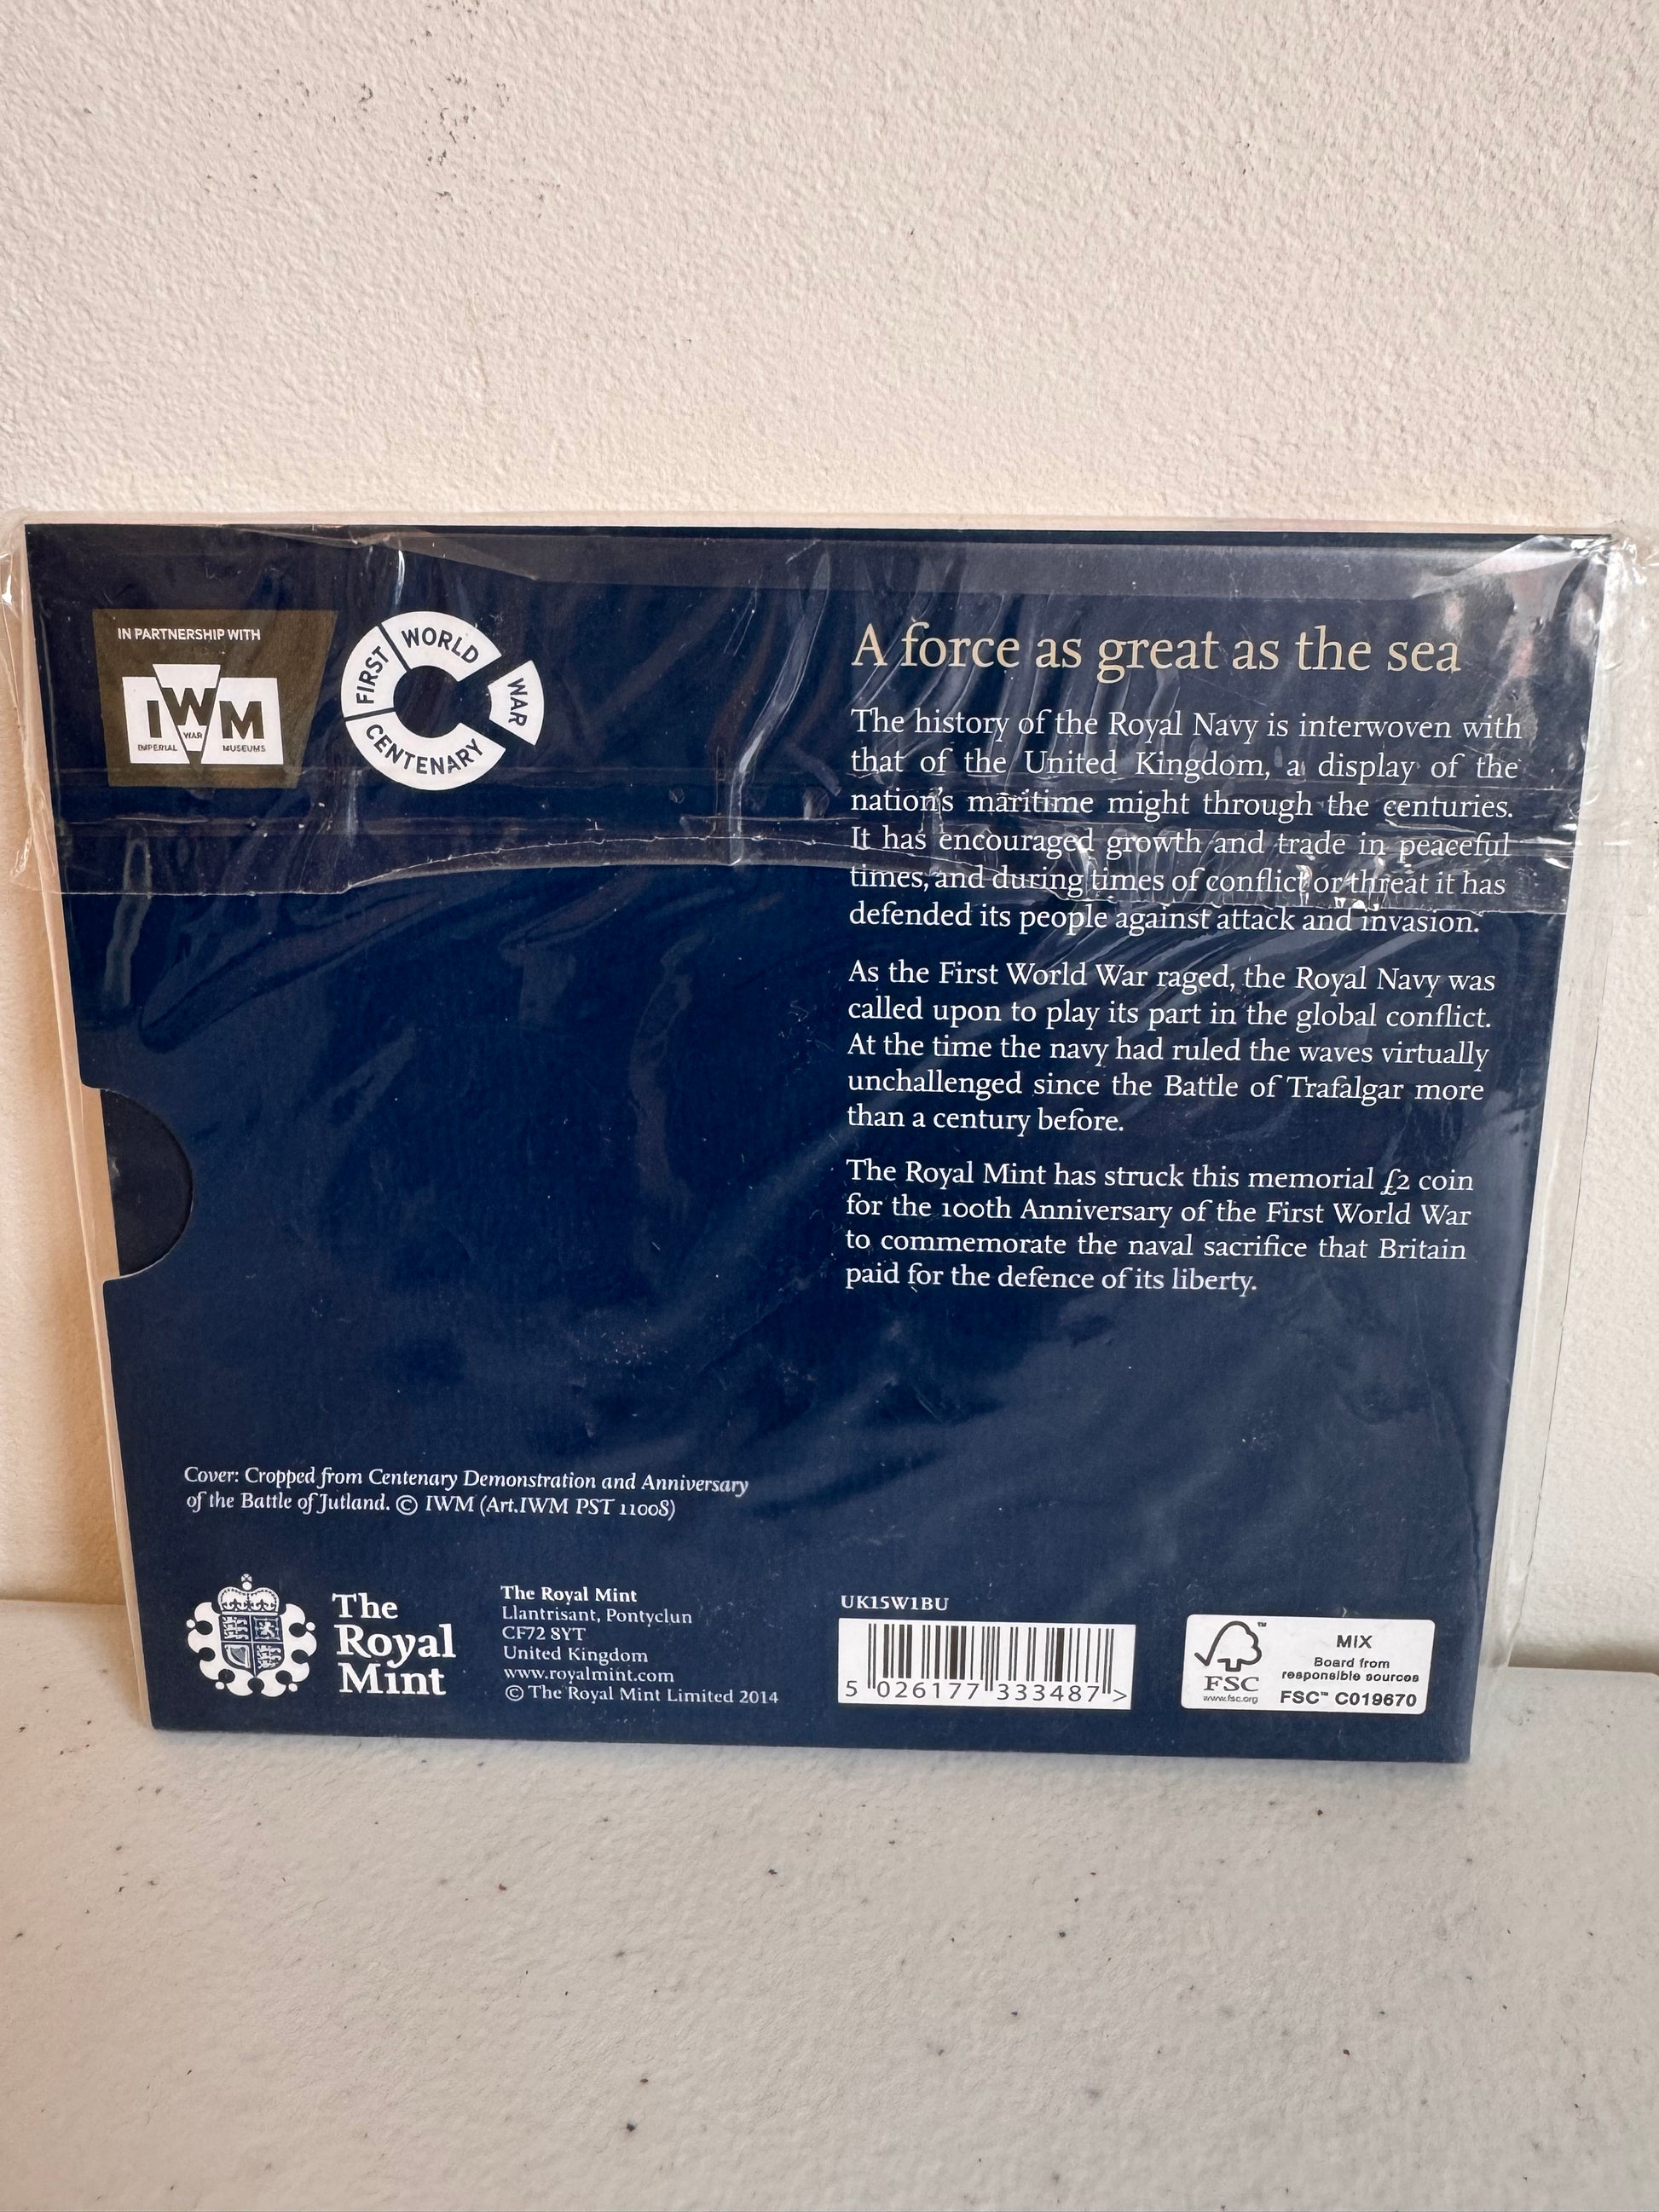 IN PARTNERSHIP WITH
IWM
IMPERIAL WAR MUSEUMS
FIRST WORLD WAR CENTENARY
A force as great as the sea
The history of the Royal Navy is interwoven with
that of the United Kingdom, a display of the
nation's maritime might through the centuries.
It has encouraged growth and trade in peaceful
times, and during times of conflict or threat it has
defended its people against attack and invasion.
As the First World War raged, the Royal Navy was
called upon to play its part in the global conflict.
At the time the navy had ruled the waves virtually
unchallenged since the Battle of Trafalgar more
than a century before.
The Royal Mint has struck this memorial £2 coin
for the 100th Anniversary of the First World War
to commemorate the naval sacrifice that Britain
paid for the defence of its liberty.
Cover: Cropped from Centenary Demonstration and Anniversary
of the Battle of Jutland. © IWM (Art.IWM PST 11008)
The
Royal
Mint
The Royal Mint
Llantrisant, Pontyclun
CF72 8YT
United Kingdom
www.royalmint.com
© The Royal Mint Limited 2014
UK15W1BU
5 026177 333487 >
FSC
www.fsc.org
MIX
Board from
responsible sources
FSC™ C019670